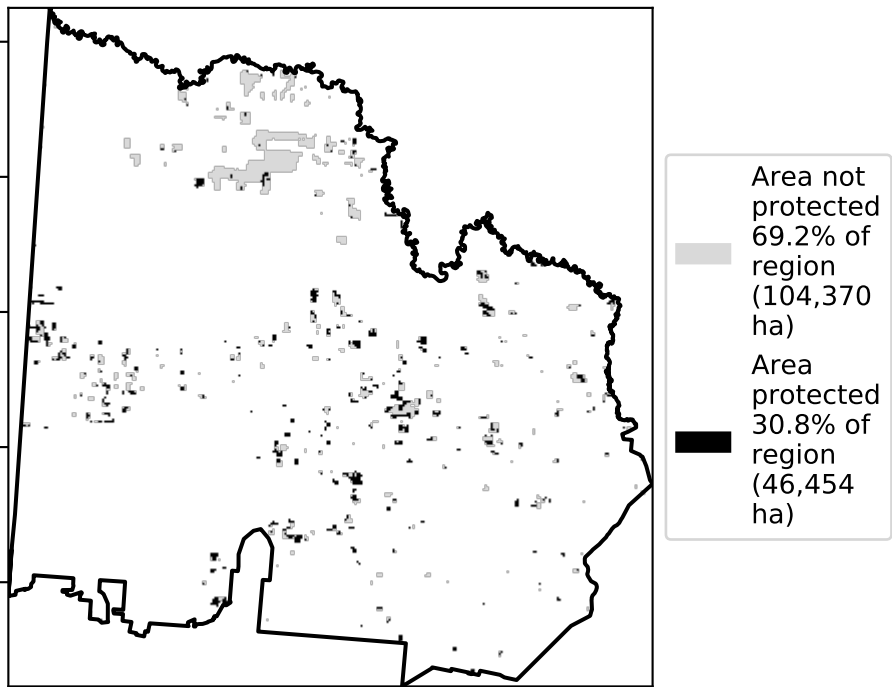 Area not
protected
69.2% of
region
(104,370
ha)
Area
protected
30.8% of
region
(46,454
ha)